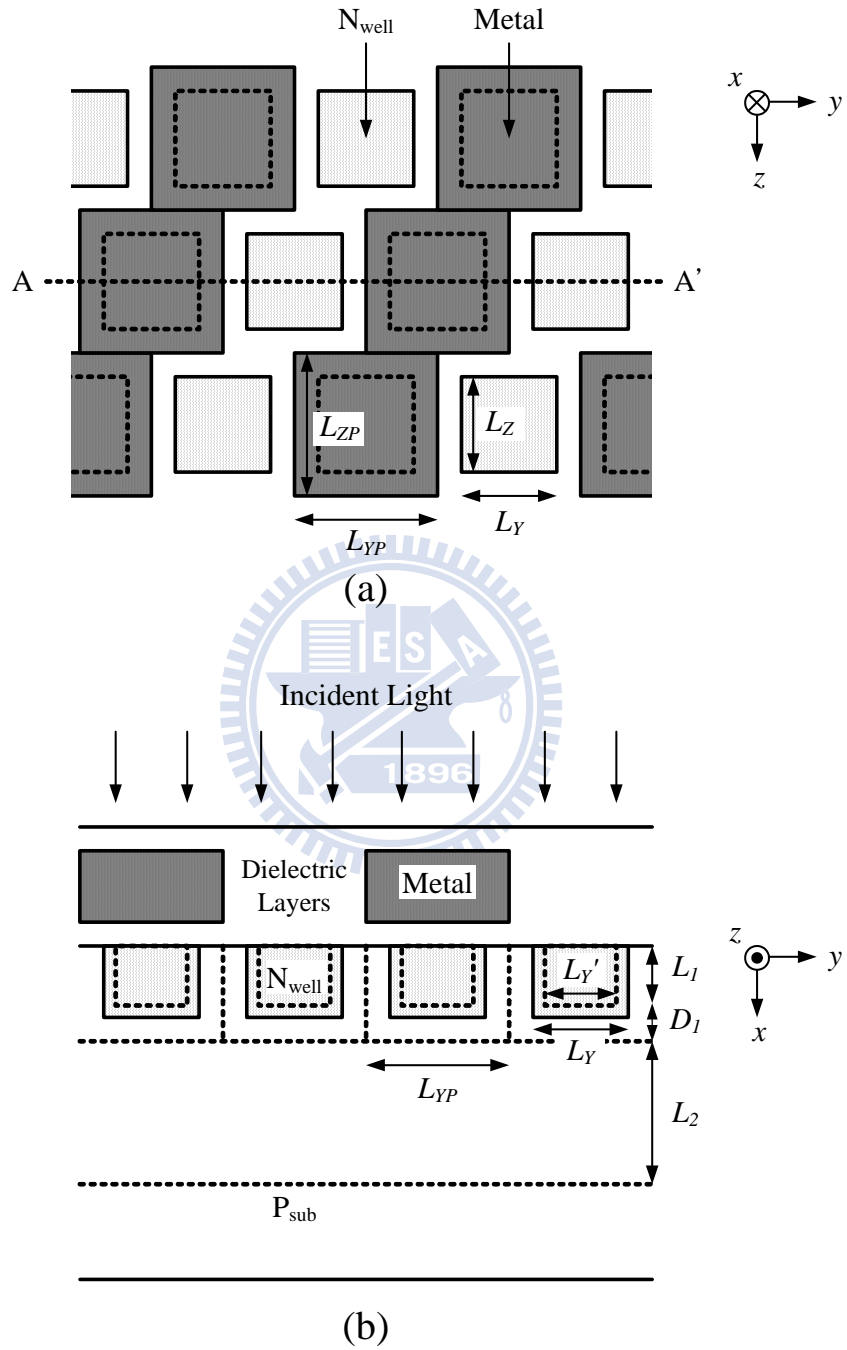 N_well Metal
x
y
z
A A’
L_ZP L_Z
L_Y
L_YP
(a)
E S A
Incident Light
1896
Dielectric
Layers
Metal
z
y
x
N_well
L_Y' L_1
D_1
L_Y
L_YP
L_2
P_sub
(b)